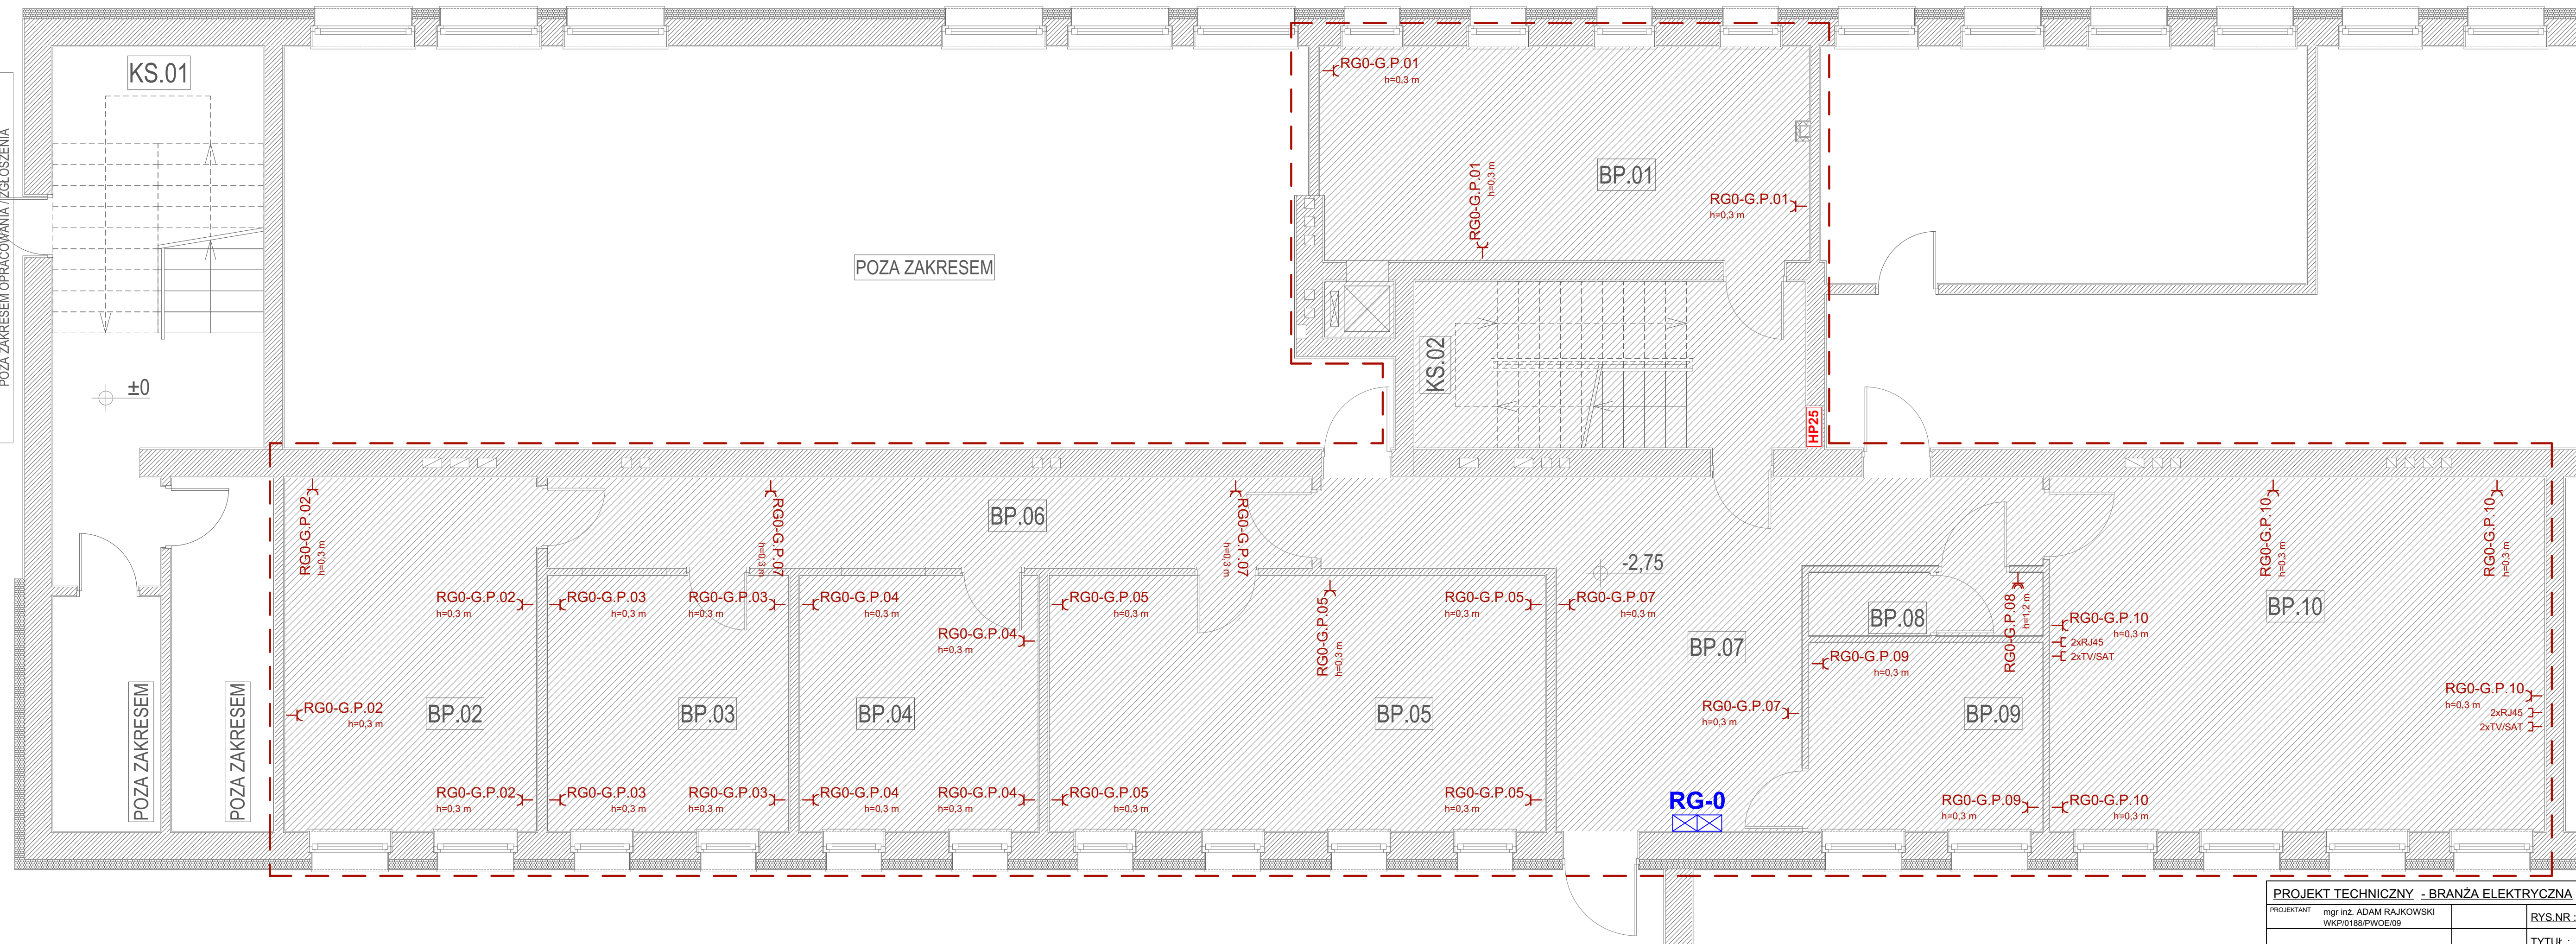 POZA ZAKRESEM OPRACOWANIA / ZGŁOSZENIA
KS.01
±0
POZA ZAKRESEM
POZA ZAKRESEM
POZA ZAKRESEM
RG0-G.P.01
h=0,3 m
RG0-G.P.01
h=0,3 m
BP.01
RG0-G.P.01
h=0,3 m
KS.02
HP25
RG0-G.P.02
h=0,3 m
RG0-G.P.02
h=0,3 m
RG0-G.P.02
h=0,3 m
BP.02
RG0-G.P.02
h=0,3 m
RG0-G.P.07
h=0,3 m
BP.06
RG0-G.P.07
h=0,3 m
RG0-G.P.03
h=0,3 m
RG0-G.P.03
h=0,3 m
BP.03
RG0-G.P.03
h=0,3 m
RG0-G.P.03
h=0,3 m
RG0-G.P.04
h=0,3 m
RG0-G.P.04
h=0,3 m
BP.04
RG0-G.P.04
h=0,3 m
RG0-G.P.04
h=0,3 m
RG0-G.P.05
h=0,3 m
RG0-G.P.05
h=0,3 m
RG0-G.P.05
h=0,3 m
BP.05
RG0-G.P.05
h=0,3 m
RG0-G.P.05
h=0,3 m
-2,75
RG0-G.P.07
h=0,3 m
BP.07
RG0-G.P.07
h=0,3 m
RG-0
BP.08
RG0-G.P.08
h=1,2 m
RG0-G.P.09
h=0,3 m
BP.09
RG0-G.P.09
h=0,3 m
RG0-G.P.10
h=0,3 m
RG0-G.P.10
h=0,3 m
BP.10
RG0-G.P.10
h=0,3 m
2xRJ45
2xTV/SAT
RG0-G.P.10
h=0,3 m
2xRJ45
2xTV/SAT
RG0-G.P.10
h=0,3 m
PROJEKT TECHNICZNY - BRANŻA ELEKTRYCZNA
PROJEKTANT mgr inż. ADAM RAJKOWSKI
WKP/0188/PWOE/09
RYS.NR :
TYTUŁ :